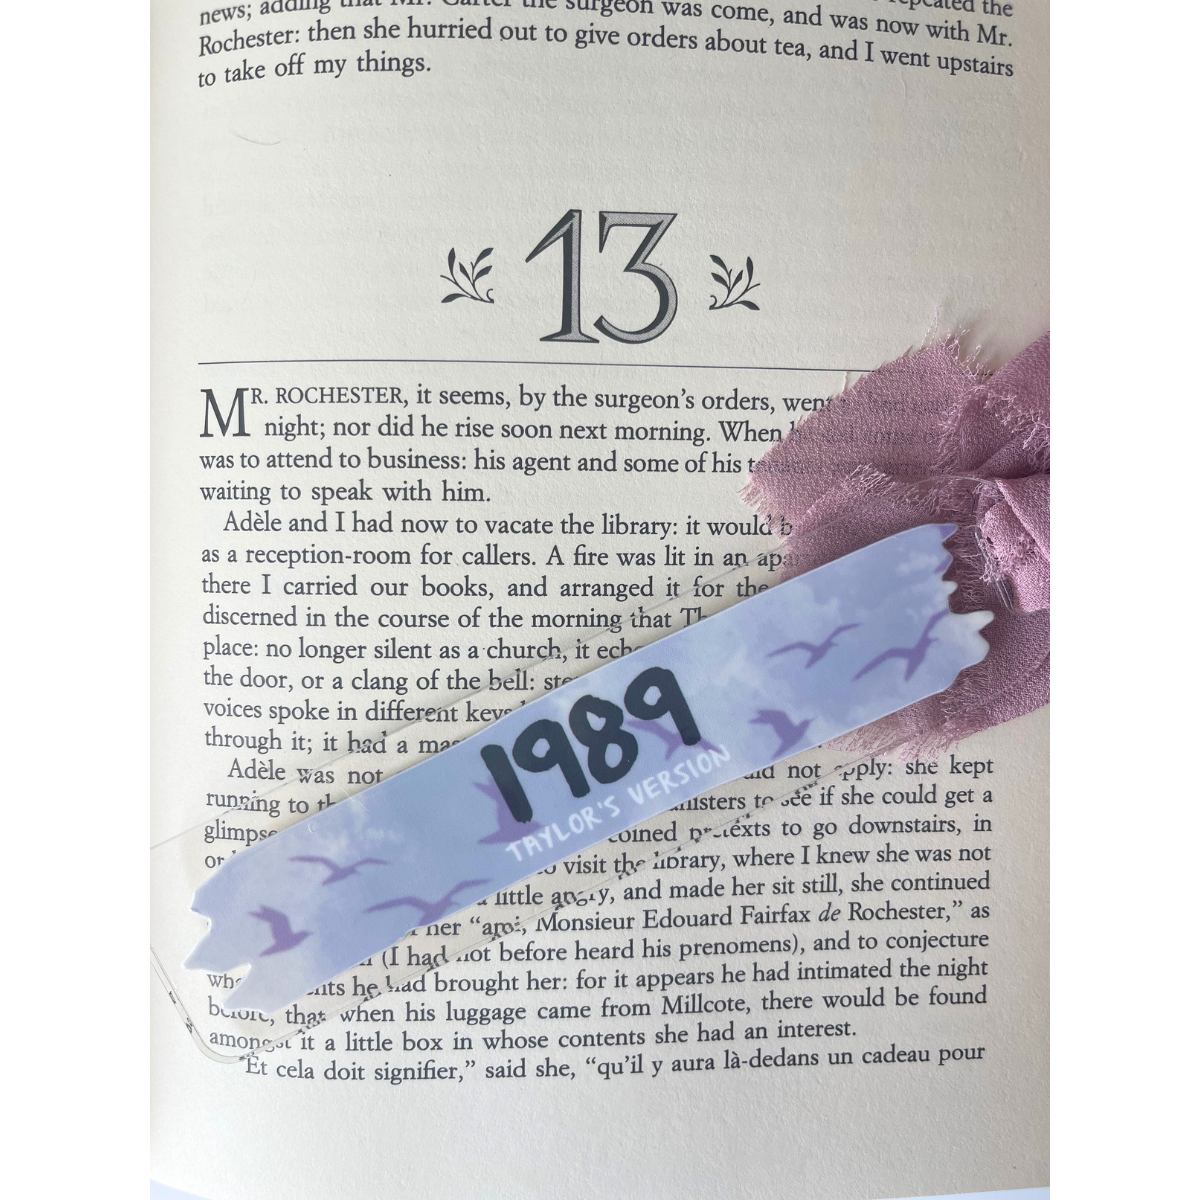 news; adding that Mr. Carter the surgeon was come, and was now with Mr.
Rochester: then she hurried out to give orders about tea, and I went upstairs
to take off my things.
13
MR. ROCHESTER, it seems, by the surgeon's orders, went
night; nor did he rise soon next morning. When
was to attend to business: his agent and some of his
waiting to speak with him.
Adèle and I had now to vacate the library: it would
as a reception-room for callers. A fire was lit in an
there I carried our books, and arranged it for the
discerned in the course of the morning that
place: no longer silent as a church, it
the door, or a clang of the bell:
voices spoke in different keys
through it; it had a
Adèle was not not apply: she kept
running to to see if she could get a
glimpse coined pretexts to go downstairs, in
or visit the library, where I knew she was not
little angry, and made her sit still, she continued
her "ami, Monsieur Edouard Fairfax de Rochester," as
(I had not before heard his prenomens), and to conjecture
he had brought her: for it appears he had intimated the night
before, that when his luggage came from Millcote, there would be found
amongst it a little box in whose contents she had an interest.
"Et cela doit signifier," said she, "qu'il y aura là-dedans un cadeau pour
1989
TAYLOR'S VERSION